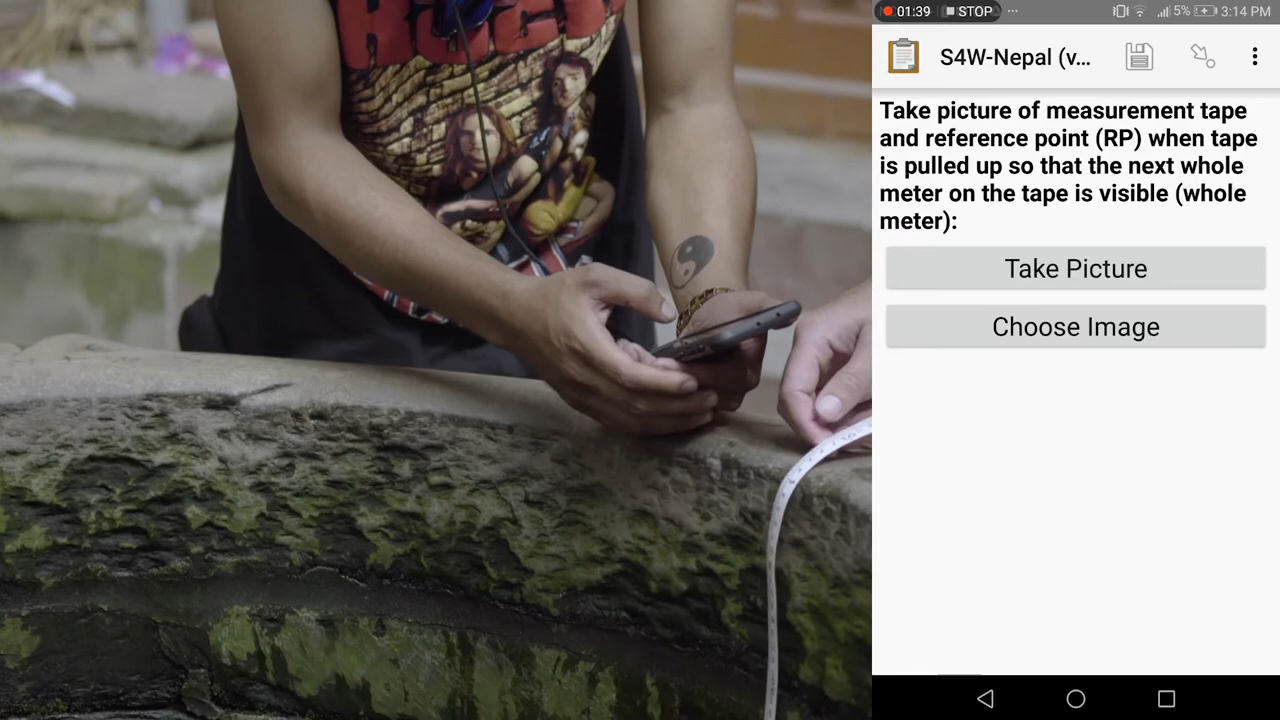 01:39 STOP ... 5% 3:14 PM
S4W-Nepal (v...
Take picture of measurement tape
and reference point (RP) when tape
is pulled up so that the next whole
meter on the tape is visible (whole
meter):
Take Picture
Choose Image